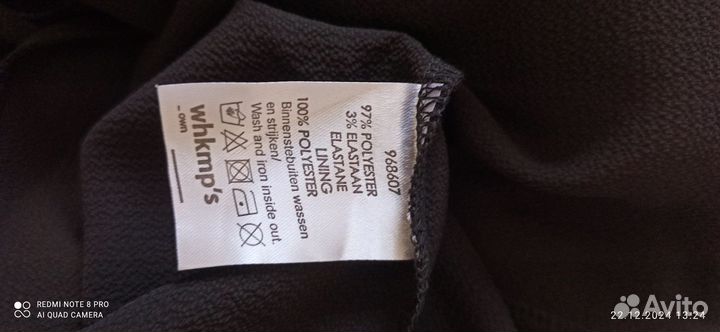 968607
97% POLYESTER
3% ELASTAAN
ELASTANE
LINING
100% POLYESTER
Binnenstebuiten wassen
en strijken/
Wash and iron inside out.
whkmp's
– own
REDMI NOTE 8 PRO
AI QUAD CAMERA
Avito
22.12.2024 13:24